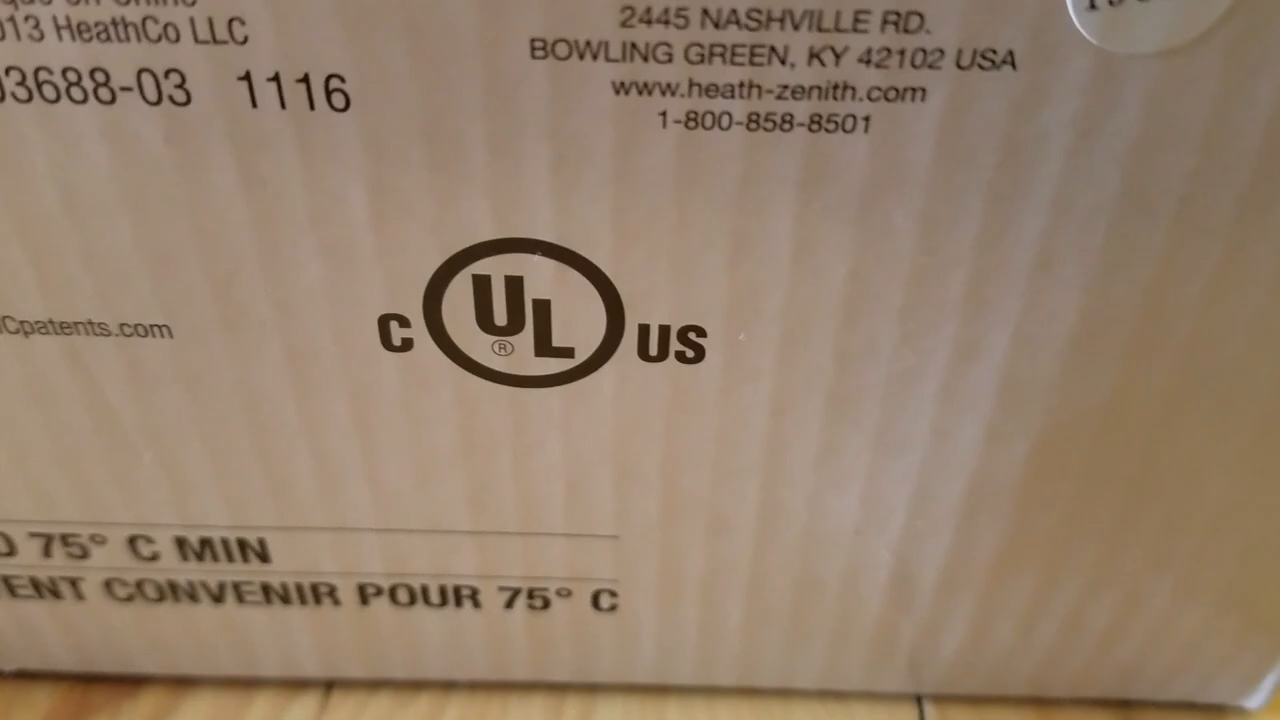 HeathCo LLC
2445 NASHVILLE RD.
BOWLING GREEN, KY 42102 USA
03688-03 1116
www.heath-zenith.com
1-800-858-8501
C UL ® US
Cpatents.com
75° C MIN
ENT CONVENIR POUR 75° C